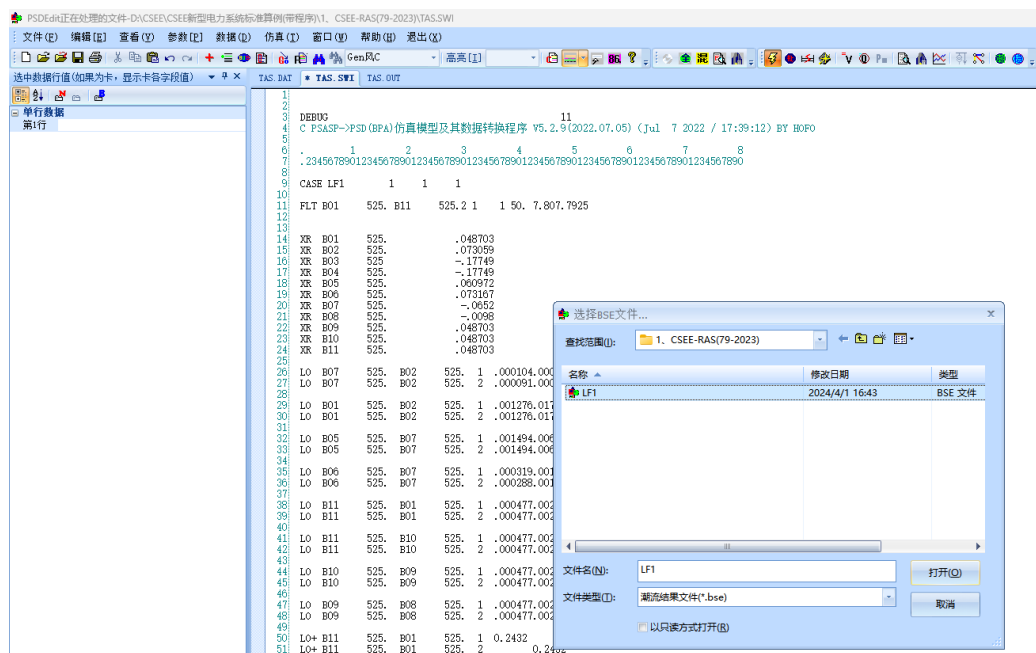 PSDEdit正在处理的文件-D:\CSEE\CSEE新型电力系统标准算例(带程序)\1、CSEE-RAS(79-2023)\TAS.SWI
文件(F) 编辑[E] 查看(V) 参数[P] 数据(D) 仿真(I) 窗口(W) 帮助(H) 退出(X)
Gen风C 高亮[I]
选中数据行值(如果为卡,显示卡各字段值)
TAS.DAT * TAS.SWI TAS.OUT
单行数据
第1行
1
2
3 DEBUG 11
4 C PSASP->PSD(BPA)仿真模型及其数据转换程序 V5.2.9(2022.07.05) (Jul 7 2022 / 17:39:12) BY HOFO
5
6 . 1 2 3 4 5 6 7 8
7 .2345678901234567890123456789012345678901234567890123456789012345678901234567890
8
9 CASE LF1 1 1 1
10
11 FLT B01 525. B11 525.2 1 1 50. 7.807.7925
12
13
14 XR B01 525. .048703
15 XR B02 525. .073059
16 XR B03 525 -.17749
17 XR B04 525. -.17749
18 XR B05 525. .060972
19 XR B06 525. .073167
20 XR B07 525. -.0652
21 XR B08 525. -.0098
22 XR B09 525. .048703
23 XR B10 525. .048703
24 XR B11 525. .048703
25
26 LO B07 525. B02 525. 1 .000104.000
27 LO B07 525. B02 525. 2 .000091.000
28
29 LO B01 525. B02 525. 1 .001276.017
30 LO B01 525. B02 525. 2 .001276.017
31
32 LO B05 525. B07 525. 1 .001494.006
33 LO B05 525. B07 525. 2 .001494.006
34
35 LO B06 525. B07 525. 1 .000319.001
36 LO B06 525. B07 525. 2 .000288.001
37
38 LO B11 525. B01 525. 1 .000477.002
39 LO B11 525. B01 525. 2 .000477.002
40
41 LO B11 525. B10 525. 1 .000477.002
42 LO B11 525. B10 525. 2 .000477.002
43
44 LO B10 525. B09 525. 1 .000477.002
45 LO B10 525. B09 525. 2 .000477.002
46
47 LO B09 525. B08 525. 1 .000477.002
48 LO B09 525. B08 525. 2 .000477.002
49
50 LO+ B11 525. B01 525. 1 0.2432
51 LO+ B11 525. B01 525. 2 0.2432
选择BSE文件...
查找范围(I): 1、CSEE-RAS(79-2023)
名称 修改日期 类型
LF1 2024/4/1 16:43 BSE 文件
文件名(N): LF1 打开(O)
文件类型(T): 潮流结果文件(*.bse) 取消
以只读方式打开(R)